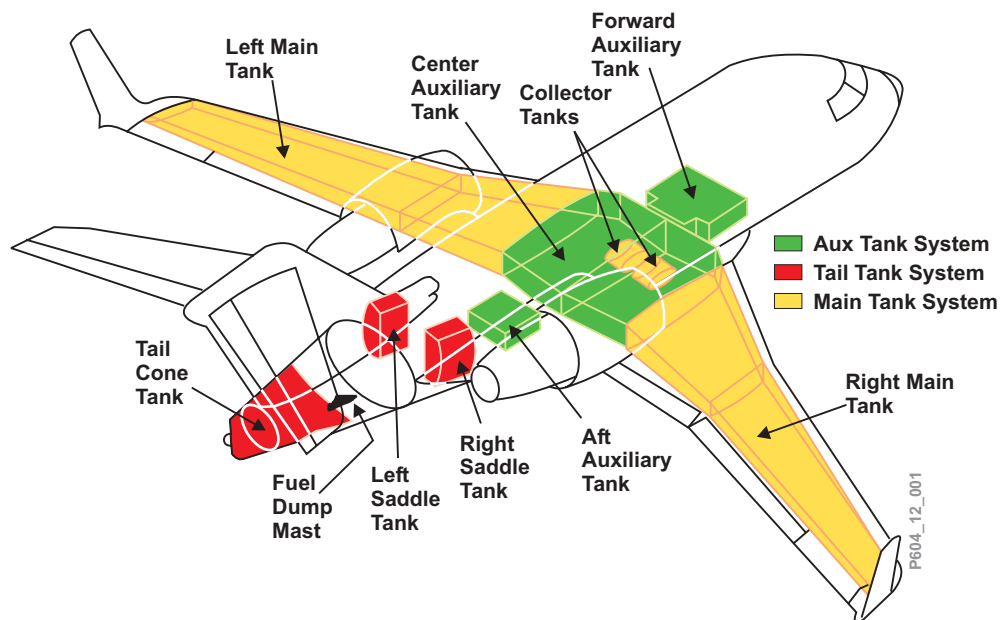 Left Main
Tank
Center
Auxiliary
Tank
Forward
Auxiliary
Tank
Collector
Tanks
Aux Tank System
Tail Tank System
Main Tank System
Tail
Cone
Tank
Fuel
Dump
Mast
Left
Saddle
Tank
Right
Saddle
Tank
Aft
Auxiliary
Tank
Right Main
Tank
P604_12_001